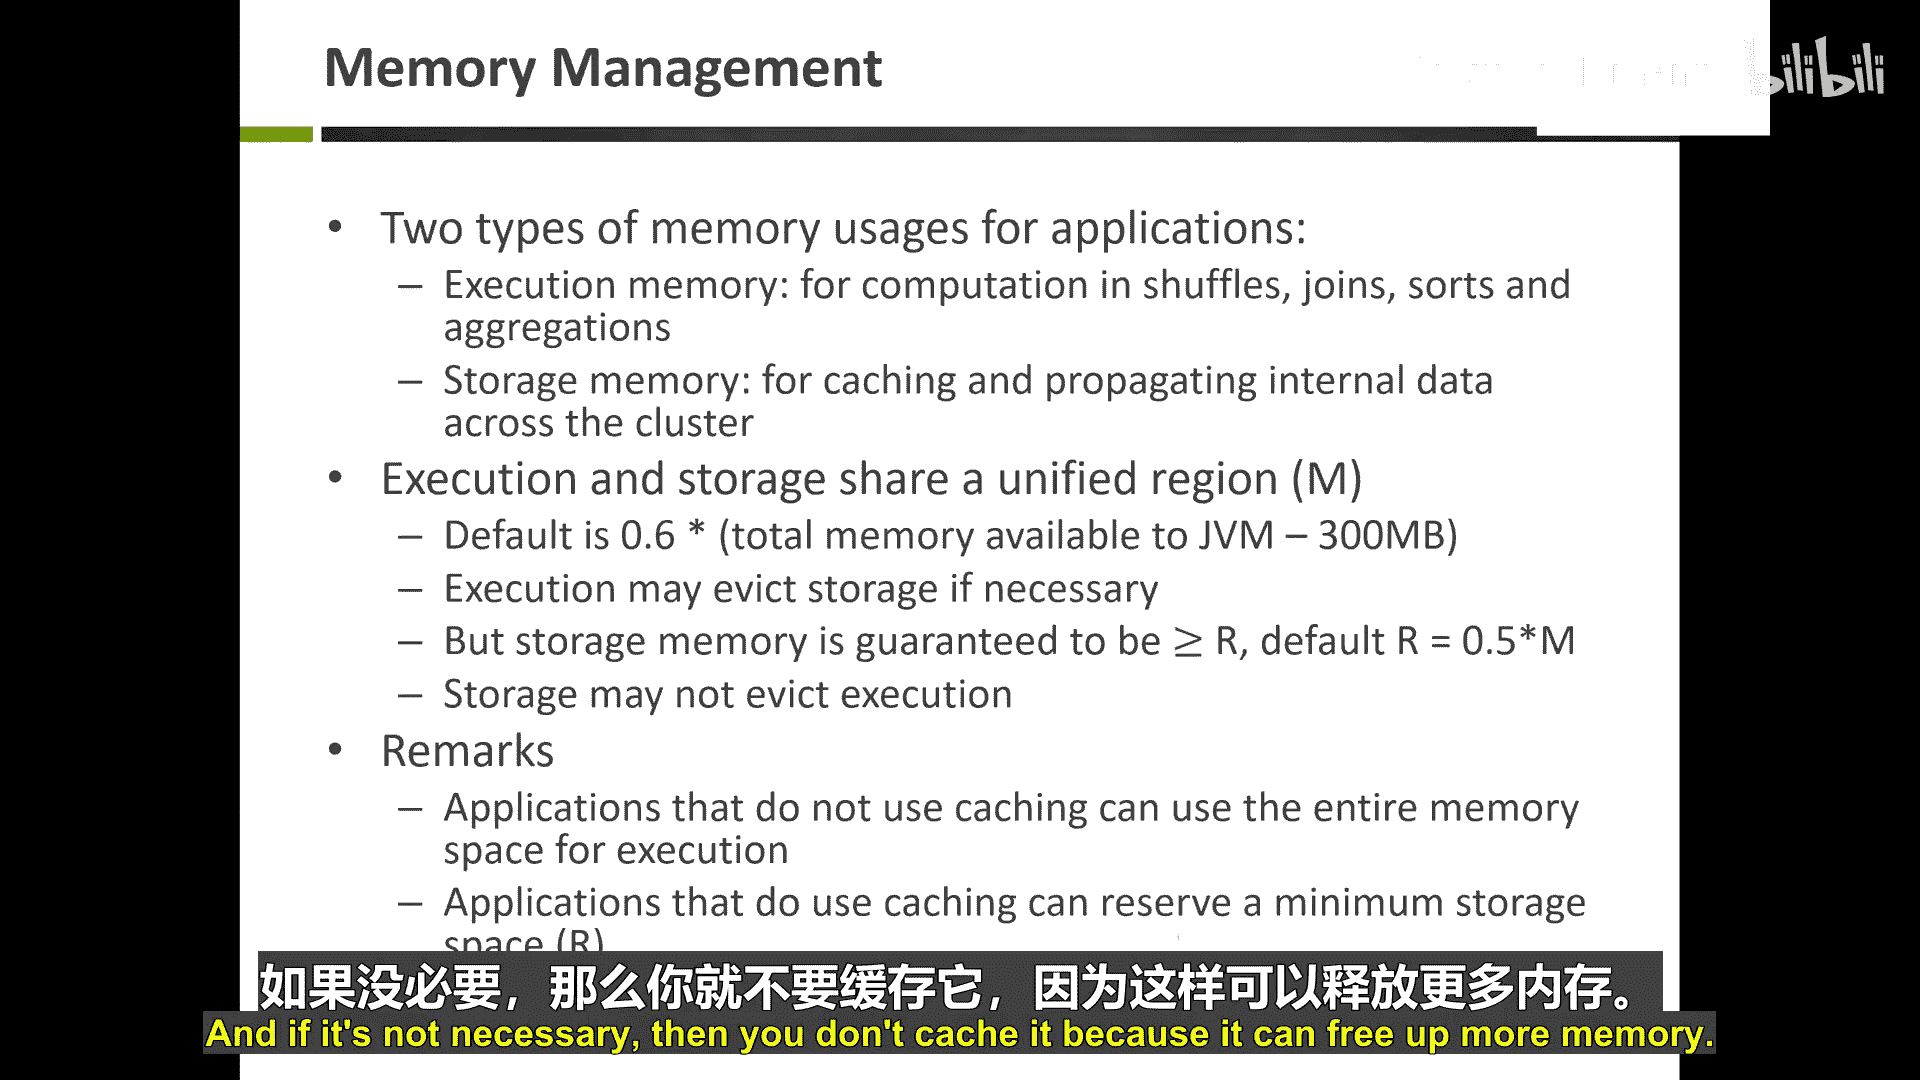 Memory Management
bilibili
• Two types of memory usages for applications:
– Execution memory: for computation in shuffles, joins, sorts and
aggregations
– Storage memory: for caching and propagating internal data
across the cluster
• Execution and storage share a unified region (M)
– Default is 0.6 * (total memory available to JVM – 300MB)
– Execution may evict storage if necessary
– But storage memory is guaranteed to be ≥ R, default R = 0.5*M
– Storage may not evict execution
• Remarks
– Applications that do not use caching can use the entire memory
space for execution
– Applications that do use caching can reserve a minimum storage
space (R)
如果没必要，那么你就不要缓存它，因为这样可以释放更多内存。
And if it's not necessary, then you don't cache it because it can free up more memory.